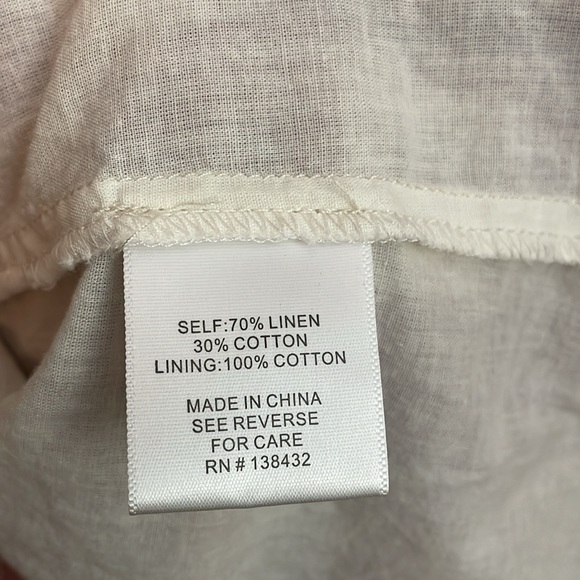 SELF:70% LINEN
30% COTTON
LINING:100% COTTON
MADE IN CHINA
SEE REVERSE
FOR CARE
RN # 138432